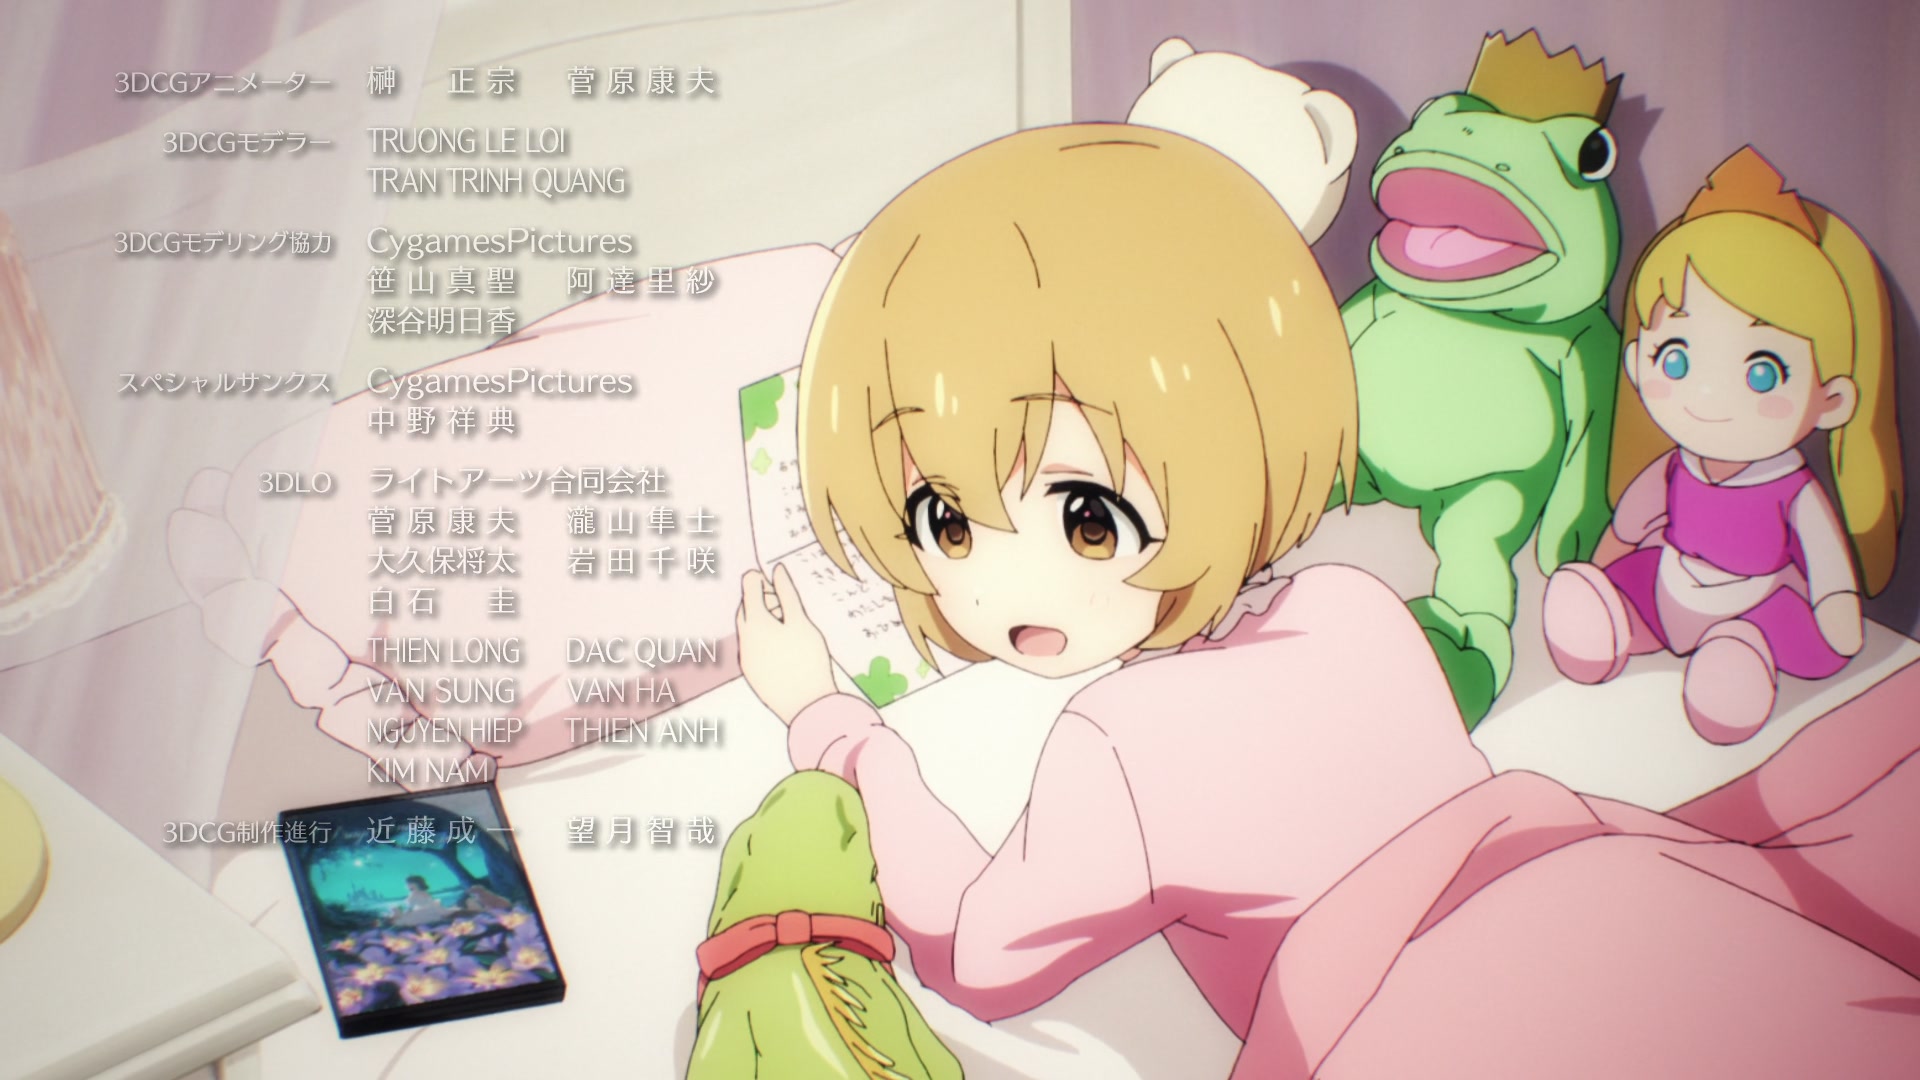 3DCGアニメーター 榊 正宗 菅原康夫
3DCGモデラー TRUONG LE LOI
TRAN TRINH QUANG
3DCGモデリング協力 CygamesPictures
笹山真聖 阿達里紗
深谷明日香
スペシャルサンクス CygamesPictures
中野祥典
3DLO ライトアーツ合同会社
菅原康夫 瀧山隼士
大久保将太 岩田千咲
白石 圭
THIEN LONG DAC QUAN
VAN SUNG VAN HA
NGUYEN HIEP THIEN ANH
KIM NAM
3DCG制作進行 近藤成一 望月智哉